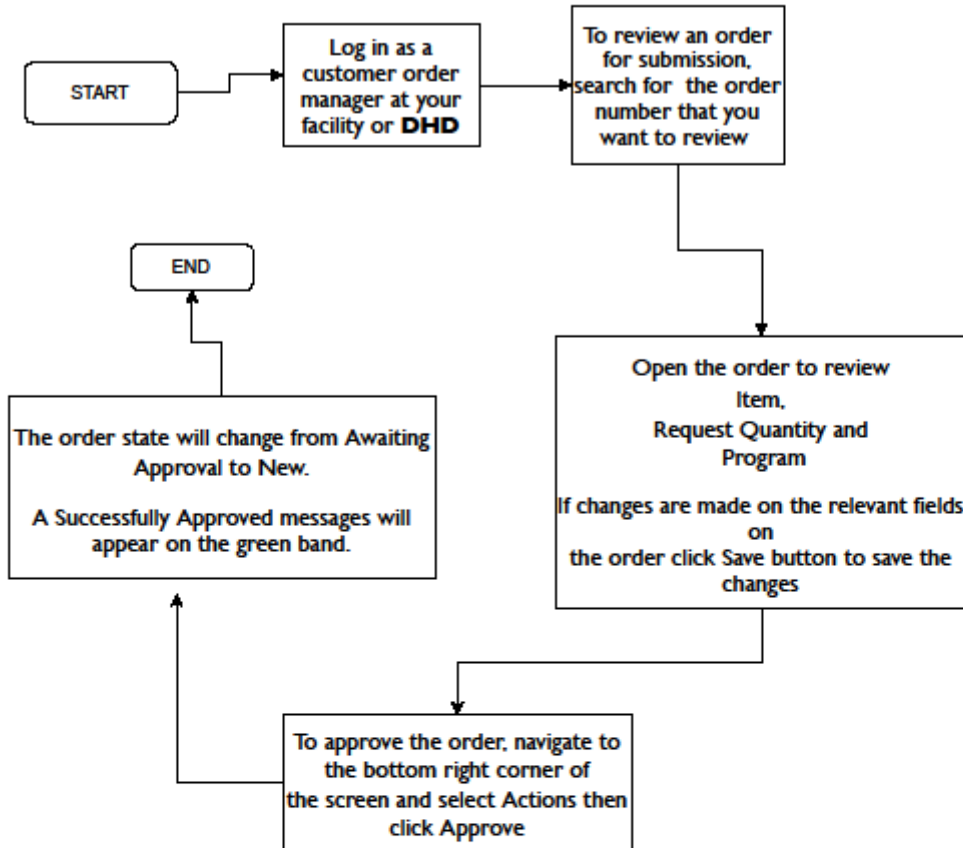 START
Log in as a
customer order
manager at your
facility or DHD
To review an order
for submission,
search for the order
number that you
want to review
Open the order to review
Item,
Request Quantity and
Program
If changes are made on the relevant fields
on
the order click Save button to save the
changes
To approve the order, navigate to
the bottom right corner of
the screen and select Actions then
click Approve
The order state will change from Awaiting
Approval to New.
A Successfully Approved messages will
appear on the green band.
END